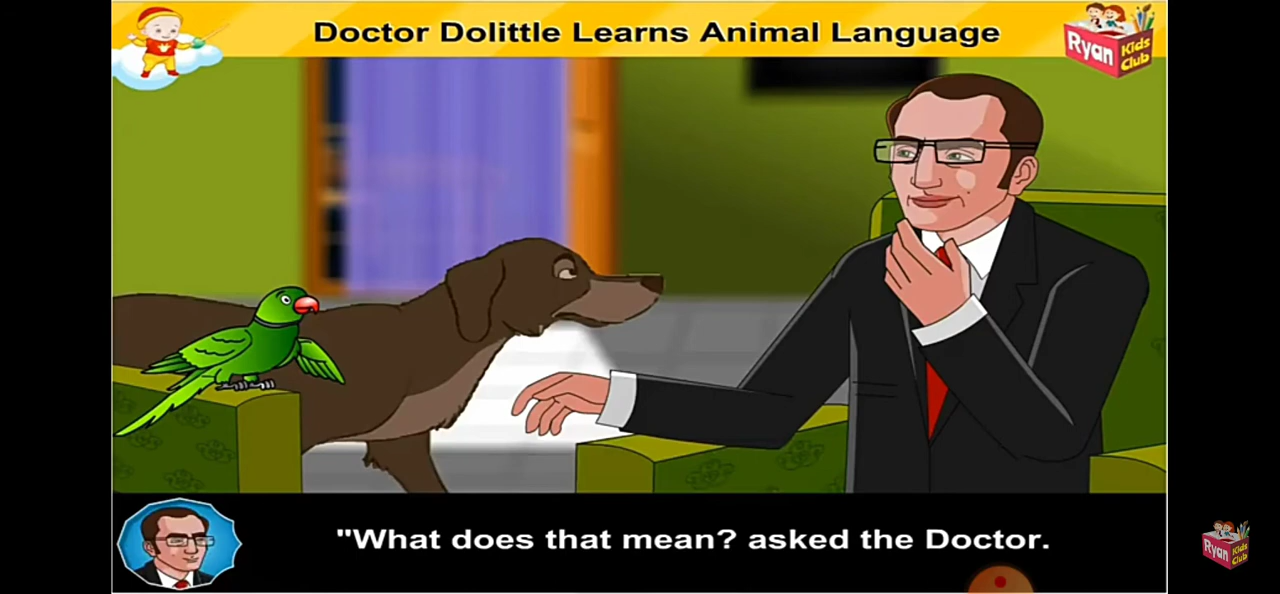 Doctor Dolittle Learns Animal Language
Ryan
Kids
Club
"What does that mean? asked the Doctor.
Ryan
Kids
Club